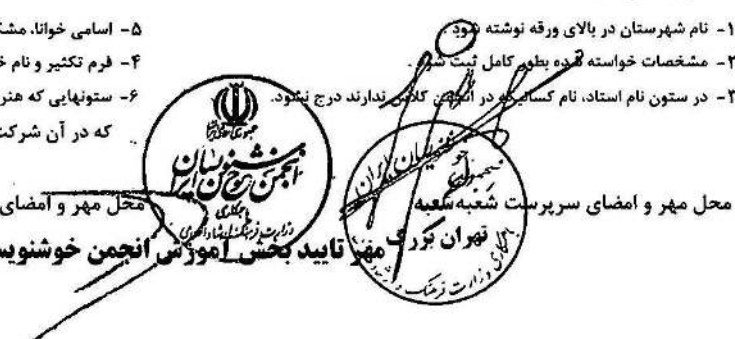 ۱- نام شهرستان در بالای ورقه نوشته شود.
۲- مشخصات خواسته شده بطور کامل ثبت شود.
۳- در ستون نام استاد، نام کسانیکه در انجمن کلاس ندارند درج نشود.
۵- اسامی خوانا، مشک
۴- فرم تکثیر و نام خ
۶- ستونهایی که هنر
که در آن شرکت
محل مهر و امضای سرپرست شعبه شعبه
محل مهر و امضای
تهران بزرگ
مهر تایید بخش آموزش انجمن خوشنویس
انجمن خوشنویسان ایران